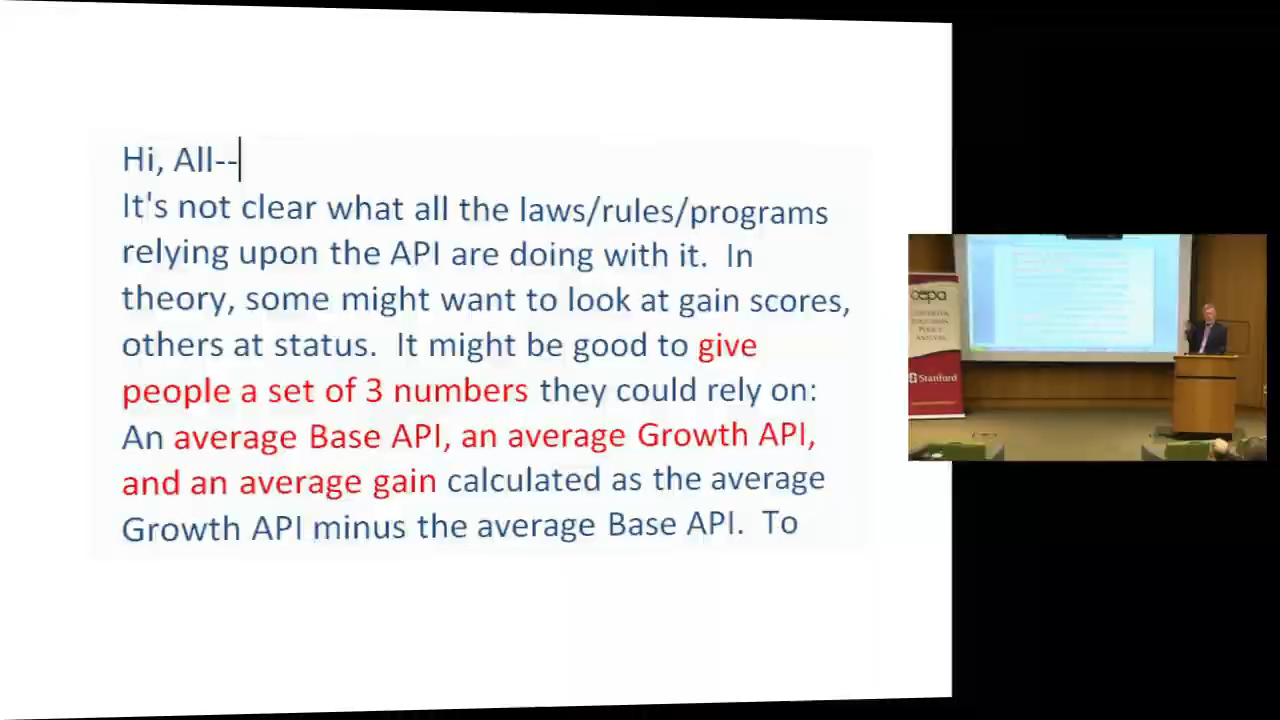 Hi, All--
It's not clear what all the laws/rules/programs
relying upon the API are doing with it.  In
theory, some might want to look at gain scores,
others at status.  It might be good to give
people a set of 3 numbers they could rely on:
An average Base API, an average Growth API,
and an average gain calculated as the average
Growth API minus the average Base API.  To
cepa
Stanford